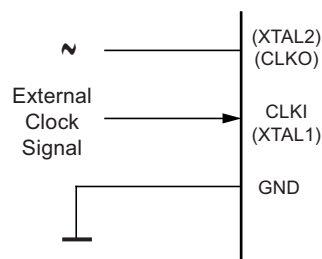 (XTAL2)
(CLKO)
External
Clock
Signal
CLKI
(XTAL1)
GND